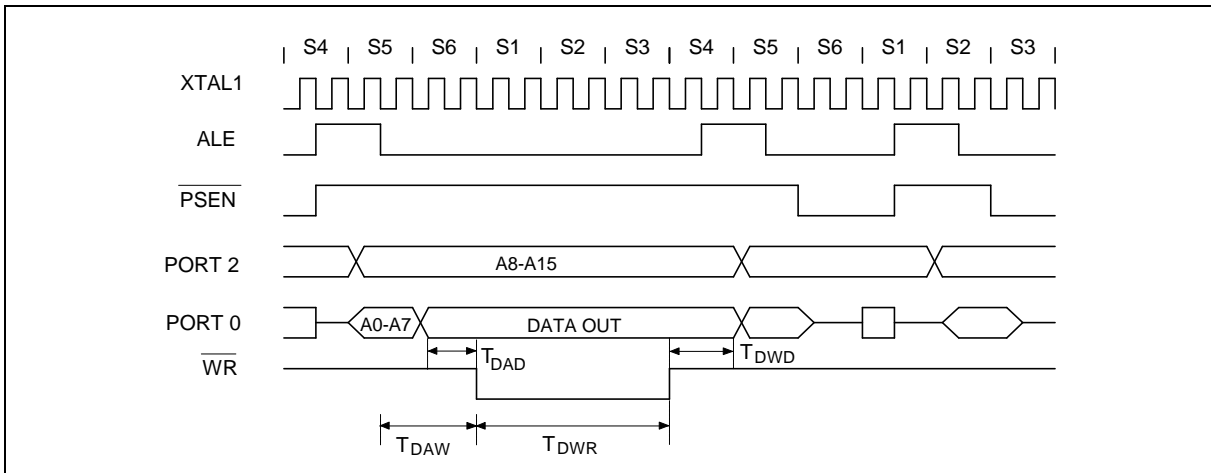 S4 S5 S6 S1 S2 S3 S4 S5 S6 S1 S2 S3
XTAL1
ALE
PSEN
PORT 2 A8-A15
PORT 0 A0-A7 DATA OUT
WR TDAD TDWD
TDAW TDWR